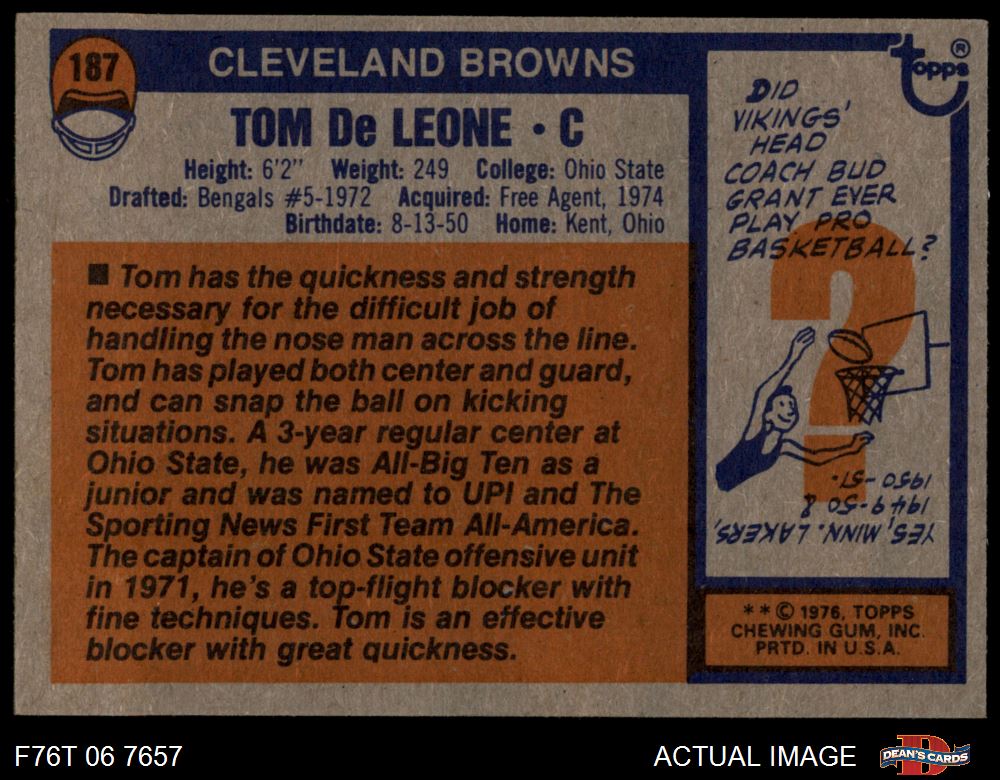 187
CLEVELAND BROWNS
TOM De LEONE • C
Height: 6'2" Weight: 249 College: Ohio State
Drafted: Bengals #5-1972 Acquired: Free Agent, 1974
Birthdate: 8-13-50 Home: Kent, Ohio
■ Tom has the quickness and strength
necessary for the difficult job of
handling the nose man across the line.
Tom has played both center and guard,
and can snap the ball on kicking
situations. A 3-year regular center at
Ohio State, he was All-Big Ten as a
junior and was named to UPI and The
Sporting News First Team All-America.
The captain of Ohio State offensive unit
in 1971, he's a top-flight blocker with
fine techniques. Tom is an effective
blocker with great quickness.
topps®
DID
VIKINGS'
HEAD
COACH BUD
GRANT EVER
PLAY PRO
BASKETBALL?
?
YES, MINN. LAKERS,
1949-50 &
1950-51.
** © 1976, TOPPS
CHEWING GUM, INC.
PRTD. IN U.S.A.
F76T 06 7657
ACTUAL IMAGE
DEAN'S CARDS